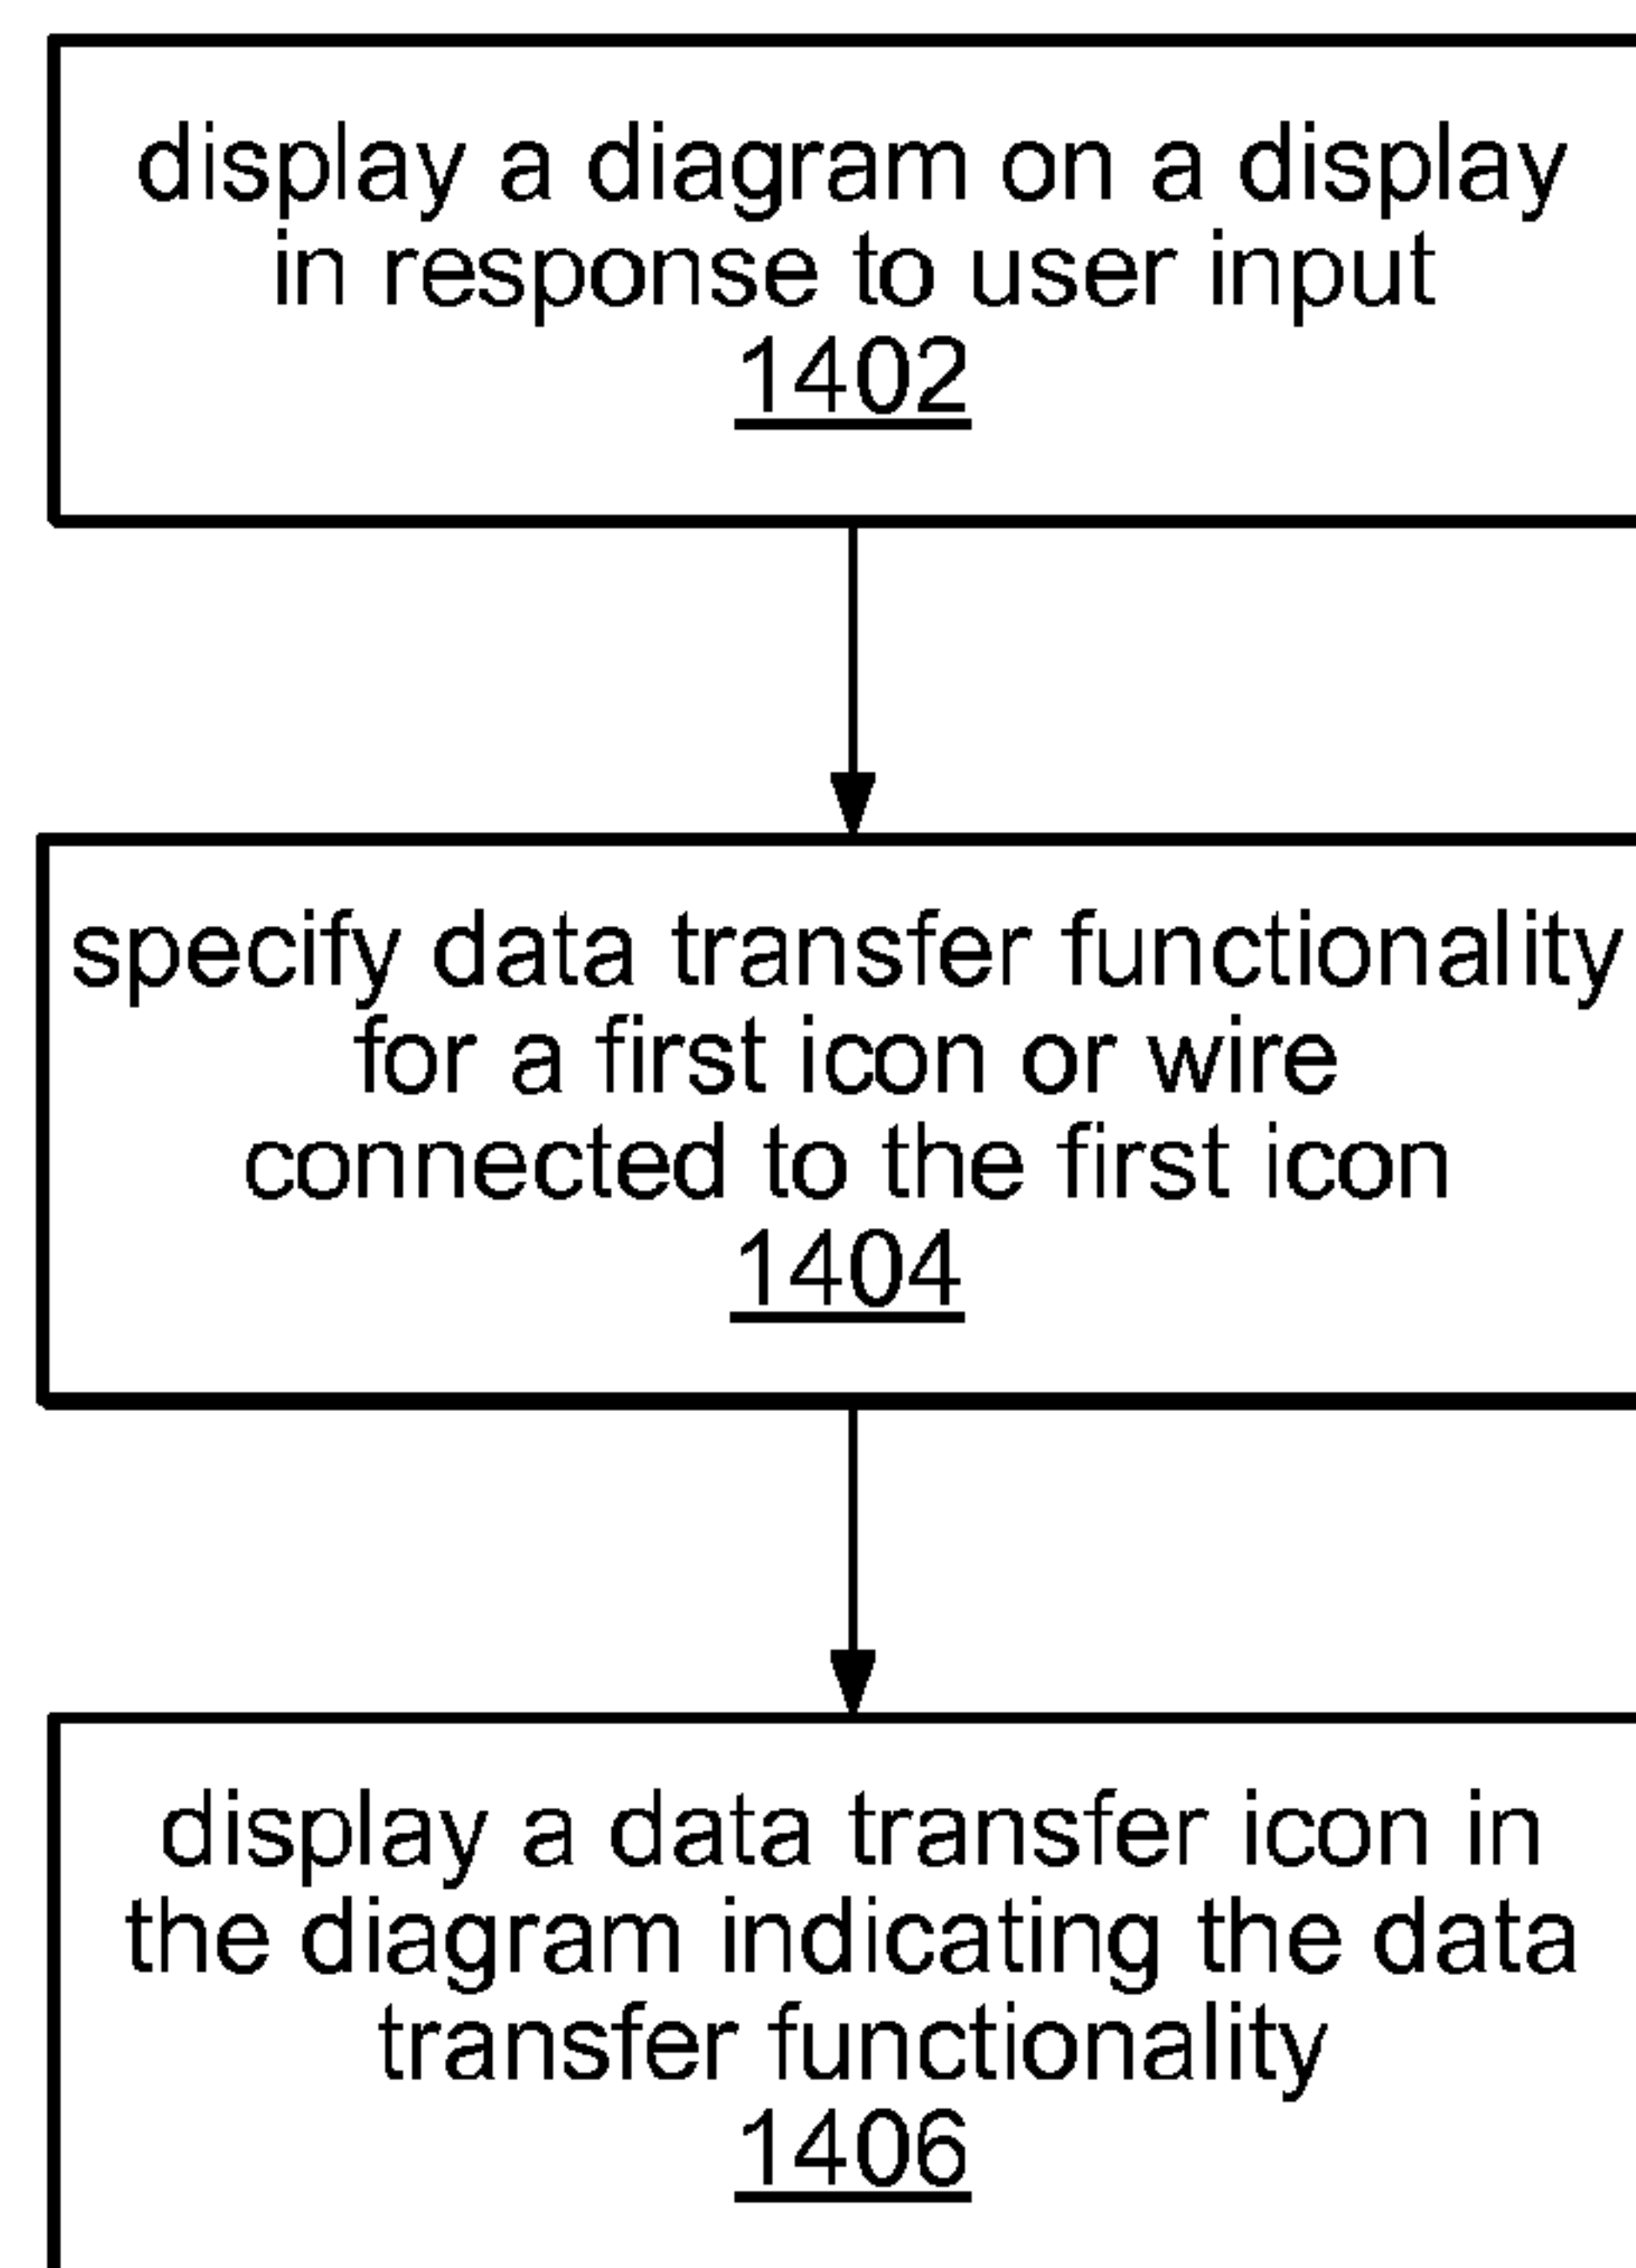 display a diagram on a display
in response to user input
1402
specify data transfer functionality
for a first icon or wire
connected to the first icon
1404
display a data transfer icon in
the diagram indicating the data
transfer functionality
1406